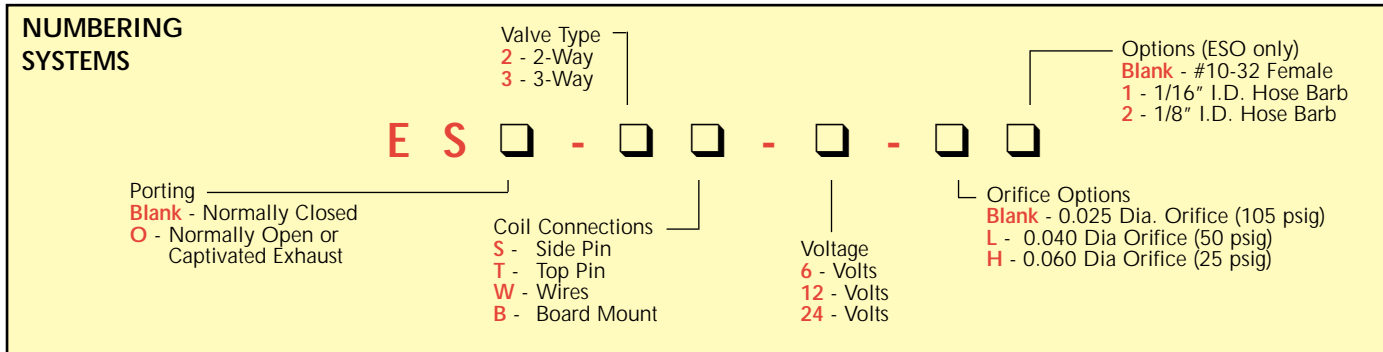 NUMBERING
SYSTEMS
Valve Type
2 - 2-Way
3 - 3-Way
Options (ESO only)
Blank - #10-32 Female
1 - 1/16" I.D. Hose Barb
2 - 1/8" I.D. Hose Barb
E S ❏ - ❏ ❏ - ❏ - ❏ ❏
Porting
Blank - Normally Closed
O - Normally Open or
Captivated Exhaust
Coil Connections
S - Side Pin
T - Top Pin
W - Wires
B - Board Mount
Voltage
6 - Volts
12 - Volts
24 - Volts
Orifice Options
Blank - 0.025 Dia. Orifice (105 psig)
L - 0.040 Dia Orifice (50 psig)
H - 0.060 Dia Orifice (25 psig)